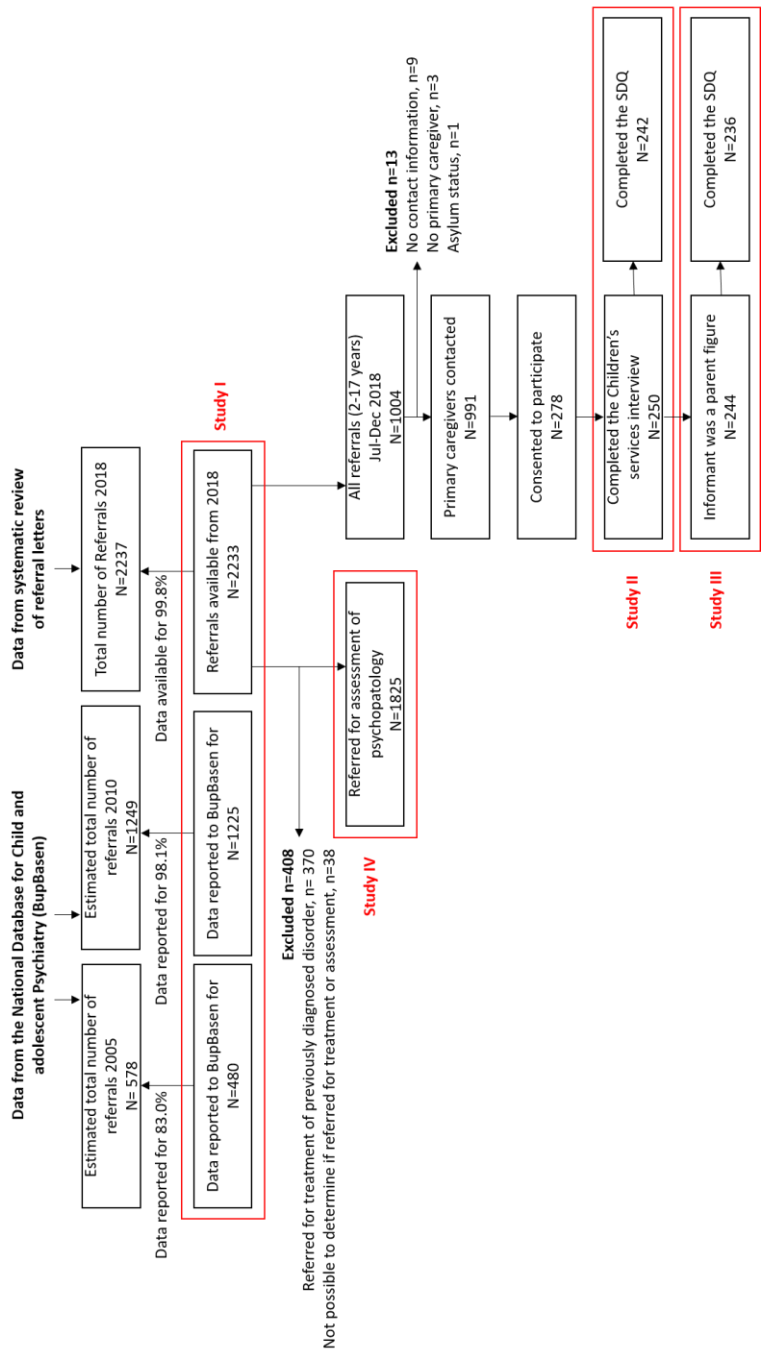 Data from the National Database for Child and
adolescent Psychiatry (BupBasen)
Data from systematic review
of referral letters
Estimated total number of
referrals 2005
N= 578
Estimated total number of
referrals 2010
N=1249
Total number of Referrals 2018
N=2237
Data reported for 83.0%
Data reported for 98.1%
Data available for 99.8%
Data reported to BupBasen for
N=480
Data reported to BupBasen for
N=1225
Referrals available from 2018
N=2233
Study I
Excluded n=408
Referred for treatment of previously diagnosed disorder, n= 370
Not possible to determine if referred for treatment or assessment, n=38
Referred for assessment of
psychopatology
N=1825
Study IV
All referrals (2-17 years)
Jul-Dec 2018
N=1004
Excluded n=13
No contact information, n=9
No primary caregiver, n=3
Asylum status, n=1
Primary caregivers contacted
N=991
Consented to participate
N=278
Study II
Completed the Children’s
services interview
N=250
Completed the SDQ
N=242
Study III
Informant was a parent figure
N=244
Completed the SDQ
N=236